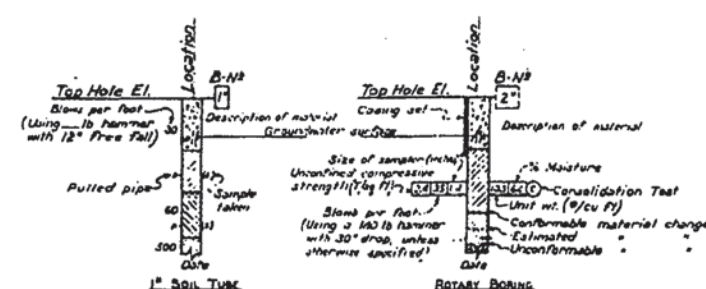 Location
B-Nº
1"
Top Hole El.
Blows per foot
(Using __ lb hammer
with 12" free fall)
30
Description of material
Groundwater surface
Pulled pipe
Sample
taken
60
500
Date
1" SOIL TUBE
Location
B-Nº
2"
Top Hole El.
Casing set
Description of material
Size of sampler (inches)
Unconfined compressive
strength (T/sq ft)
% Moisture
Consolidation Test
Unit wt. (#/cu ft)
Blows per foot
(Using a 140 lb hammer
with 30" drop, unless
otherwise specified)
Conformable material change
Estimated " "
Unconformable " "
Date
ROTARY BORING